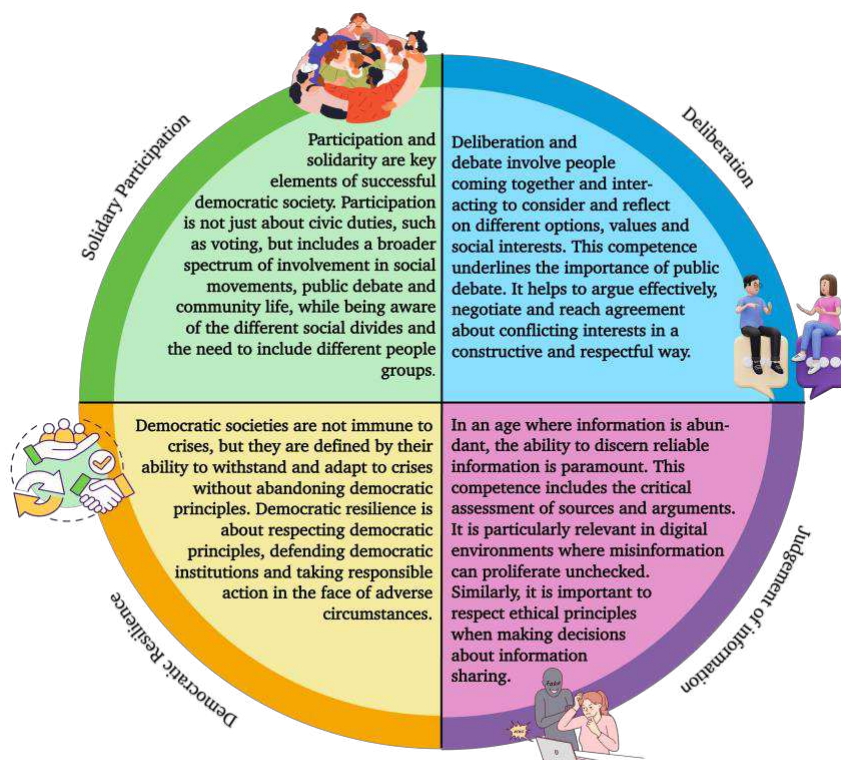 Solidary Participation
Participation and
solidarity are key
elements of successful
democratic society. Participation
is not just about civic duties, such
as voting, but includes a broader
spectrum of involvement in social
movements, public debate and
community life, while being aware
of the different social divides and
the need to include different people
groups.
Deliberation
Deliberation and
debate involve people
coming together and inter-
acting to consider and reflect
on different options, values and
social interests. This competence
underlines the importance of public
debate. It helps to argue effectively,
negotiate and reach agreement
about conflicting interests in a
constructive and respectful way.
Democratic Resilience
Democratic societies are not immune to
crises, but they are defined by their
ability to withstand and adapt to crises
without abandoning democratic
principles. Democratic resilience is
about respecting democratic
principles, defending democratic
institutions and taking responsible
action in the face of adverse
circumstances.
Judgement of information
In an age where information is abun-
dant, the ability to discern reliable
information is paramount. This
competence includes the critical
assessment of sources and arguments.
It is particularly relevant in digital
environments where misinformation
can proliferate unchecked.
Similarly, it is important to
respect ethical principles
when making decisions
about information
sharing.